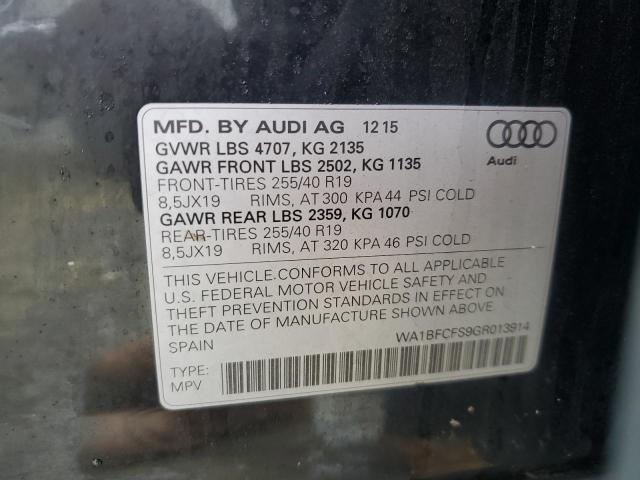 MFD. BY AUDI AG 12 15
GVWR LBS 4707, KG 2135
GAWR FRONT LBS 2502, KG 1135
FRONT-TIRES 255/40 R19
8,5JX19 RIMS, AT 300 KPA 44 PSI COLD
GAWR REAR LBS 2359, KG 1070
REAR-TIRES 255/40 R19
8,5JX19 RIMS, AT 320 KPA 46 PSI COLD
Audi
THIS VEHICLE.CONFORMS TO ALL APPLICABLE
U.S. FEDERAL MOTOR VEHICLE SAFETY AND
THEFT PREVENTION STANDARDS IN EFFECT ON
THE DATE OF MANUFACTURE SHOWN ABOVE.
SPAIN
WA1BFCFS9GR013914
TYPE:
MPV